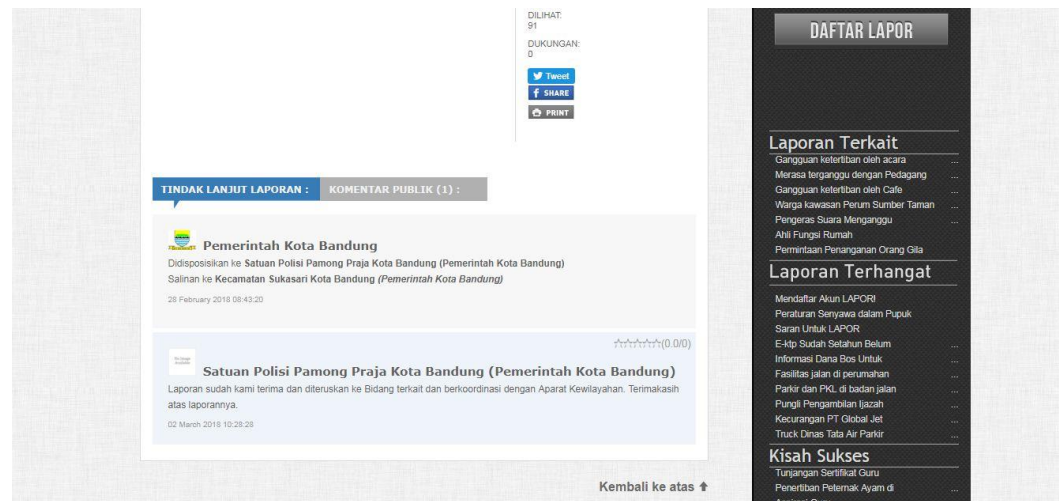 DILIHAT:
91
DUKUNGAN:
0
Tweet
SHARE
PRINT
TINDAK LANJUT LAPORAN :
KOMENTAR PUBLIK (1) :
Pemerintah Kota Bandung
Didisposisikan ke Satuan Polisi Pamong Praja Kota Bandung (Pemerintah Kota Bandung)
Salinan ke Kecamatan Sukasari Kota Bandung (Pemerintah Kota Bandung)
28 February 2018 08:43:20
(0.0/0)
Satuan Polisi Pamong Praja Kota Bandung (Pemerintah Kota Bandung)
Laporan sudah kami terima dan diteruskan ke Bidang terkait dan berkoordinasi dengan Aparat Kewilayahan. Terimakasih
atas laporannya.
02 March 2018 10:28:28
Kembali ke atas
DAFTAR LAPOR
Laporan Terkait
Gangguan ketertiban oleh acara ...
Merasa terganggu dengan Pedagang ...
Gangguan ketertiban oleh Cafe ...
Warga kawasan Perum Sumber Taman ...
Pengeras Suara Menganggu ...
Ahli Fungsi Rumah
Permintaan Penanganan Orang Gila
Laporan Terhangat
Mendaftar Akun LAPOR!
Peraturan Senyawa dalam Pupuk
Saran Untuk LAPOR
E-ktp Sudah Setahun Belum ...
Informasi Dana Bos Untuk ...
Fasilitas jalan di perumahan ...
Parkir dan PKL di badan jalan ...
Pungli Pengambilan Ijazah ...
Kecurangan PT Global Jet ...
Truck Dinas Tata Air Parkir ...
Kisah Sukses
Tunjangan Sertifikat Guru
Penertiban Peternak Ayam di ...